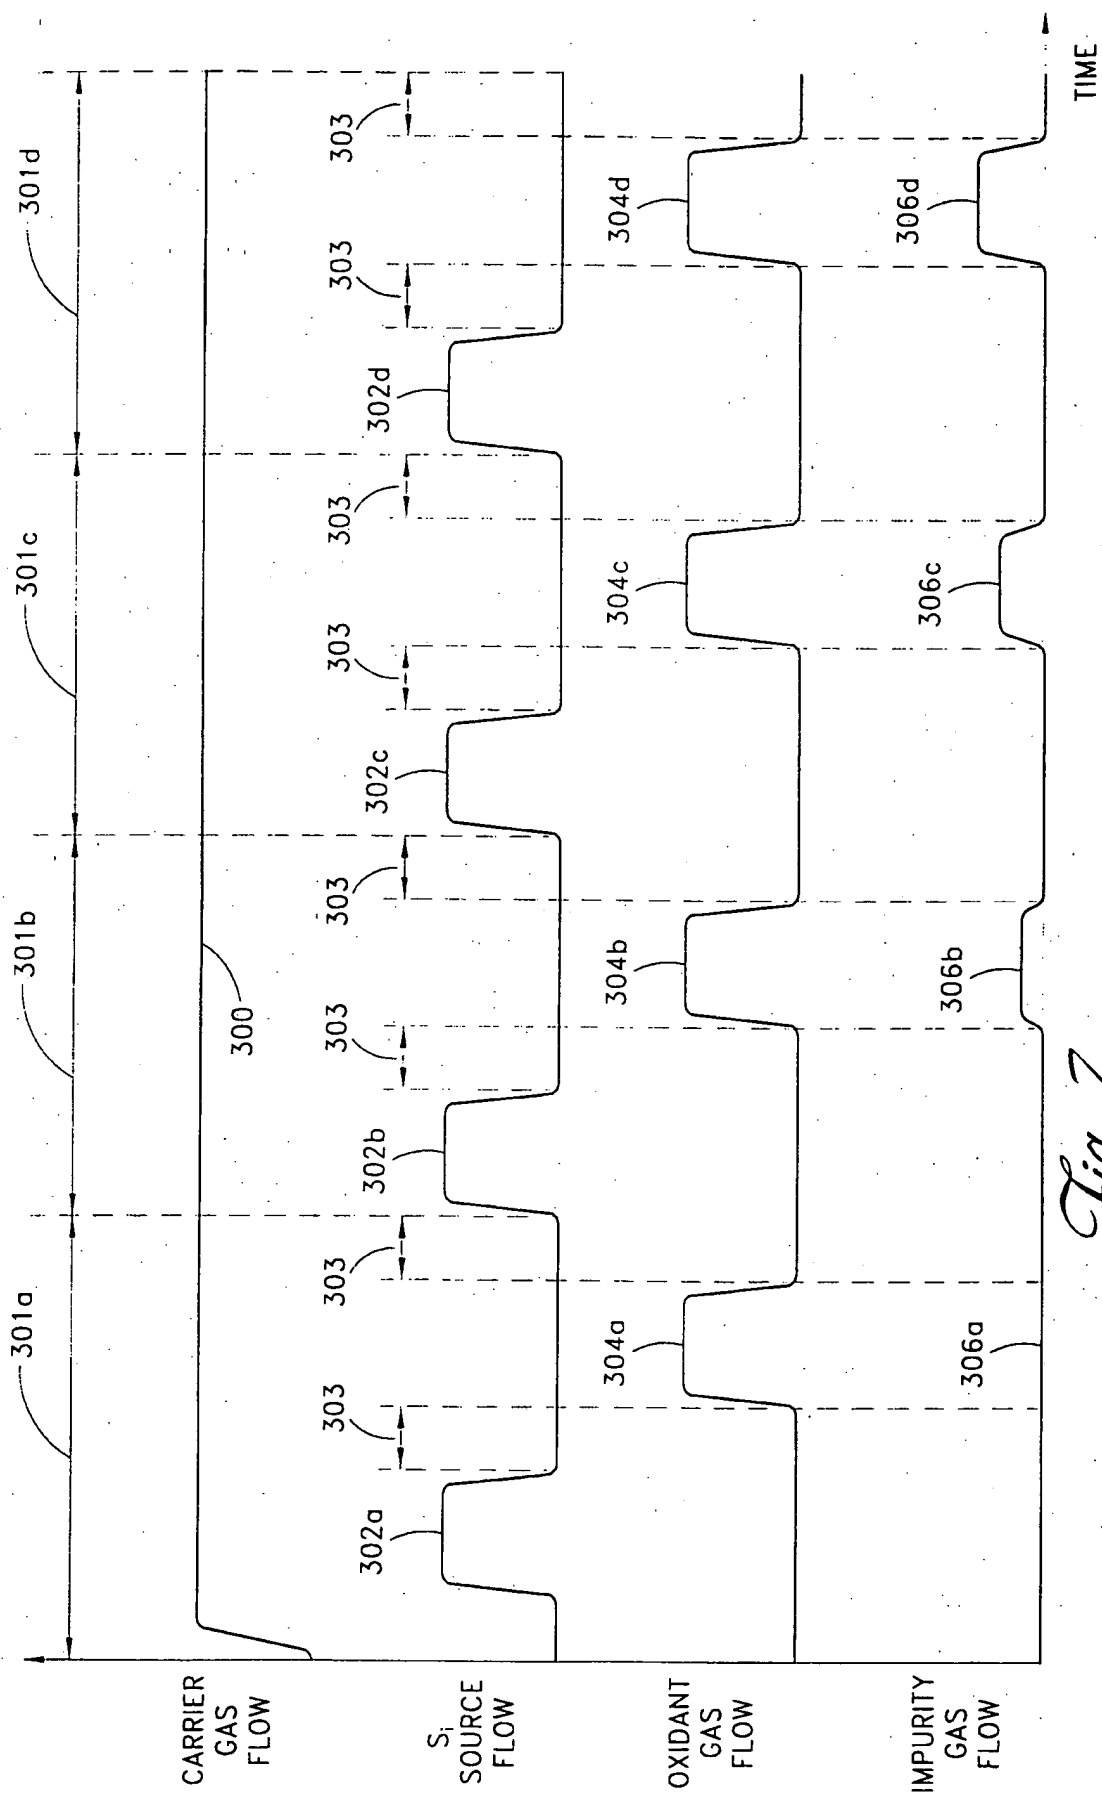 301a
301b
301c
301d
CARRIER
GAS
FLOW
300
303
303
303
303
303
303
303
303
Si
SOURCE
FLOW
302a
302b
302c
302d
OXIDANT
GAS
FLOW
304a
304b
304c
304d
IMPURITY
GAS
FLOW
306a
306b
306c
306d
TIME
Fig. 7